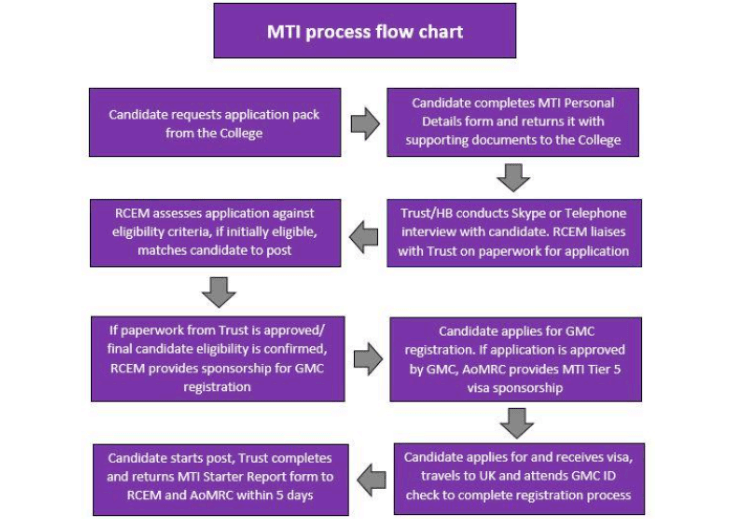 MTI process flow chart
Candidate requests application pack
from the College
Candidate completes MTI Personal
Details form and returns it with
supporting documents to the College
Trust/HB conducts Skype or Telephone
interview with candidate. RCEM liaises
with Trust on paperwork for application
RCEM assesses application against
eligibility criteria, if initially eligible,
matches candidate to post
If paperwork from Trust is approved/
final candidate eligibility is confirmed,
RCEM provides sponsorship for GMC
registration
Candidate applies for GMC
registration. If application is approved
by GMC, AoMRC provides MTI Tier 5
visa sponsorship
Candidate applies for and receives visa,
travels to UK and attends GMC ID
check to complete registration process
Candidate starts post, Trust completes
and returns MTI Starter Report form to
RCEM and AoMRC within 5 days